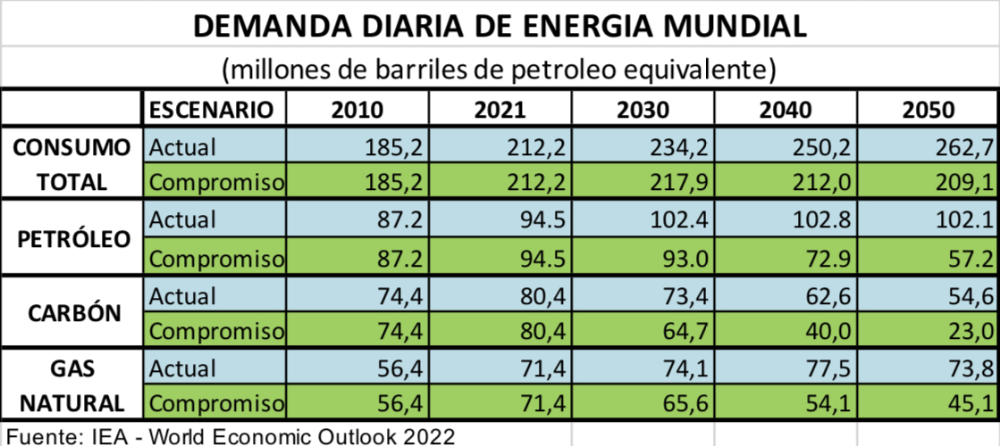 DEMANDA DIARIA DE ENERGIA MUNDIAL
(millones de barriles de petroleo equivalente)
ESCENARIO 2010 2021 2030 2040 2050
CONSUMO TOTAL
Actual 185,2 212,2 234,2 250,2 262,7
Compromiso 185,2 212,2 217,9 212,0 209,1
PETRÓLEO
Actual 87.2 94.5 102.4 102.8 102.1
Compromiso 87.2 94.5 93.0 72.9 57.2
CARBÓN
Actual 74,4 80,4 73,4 62,6 54,6
Compromiso 74,4 80,4 64,7 40,0 23,0
GAS NATURAL
Actual 56,4 71,4 74,1 77,5 73,8
Compromiso 56,4 71,4 65,6 54,1 45,1
Fuente: IEA - World Economic Outlook 2022